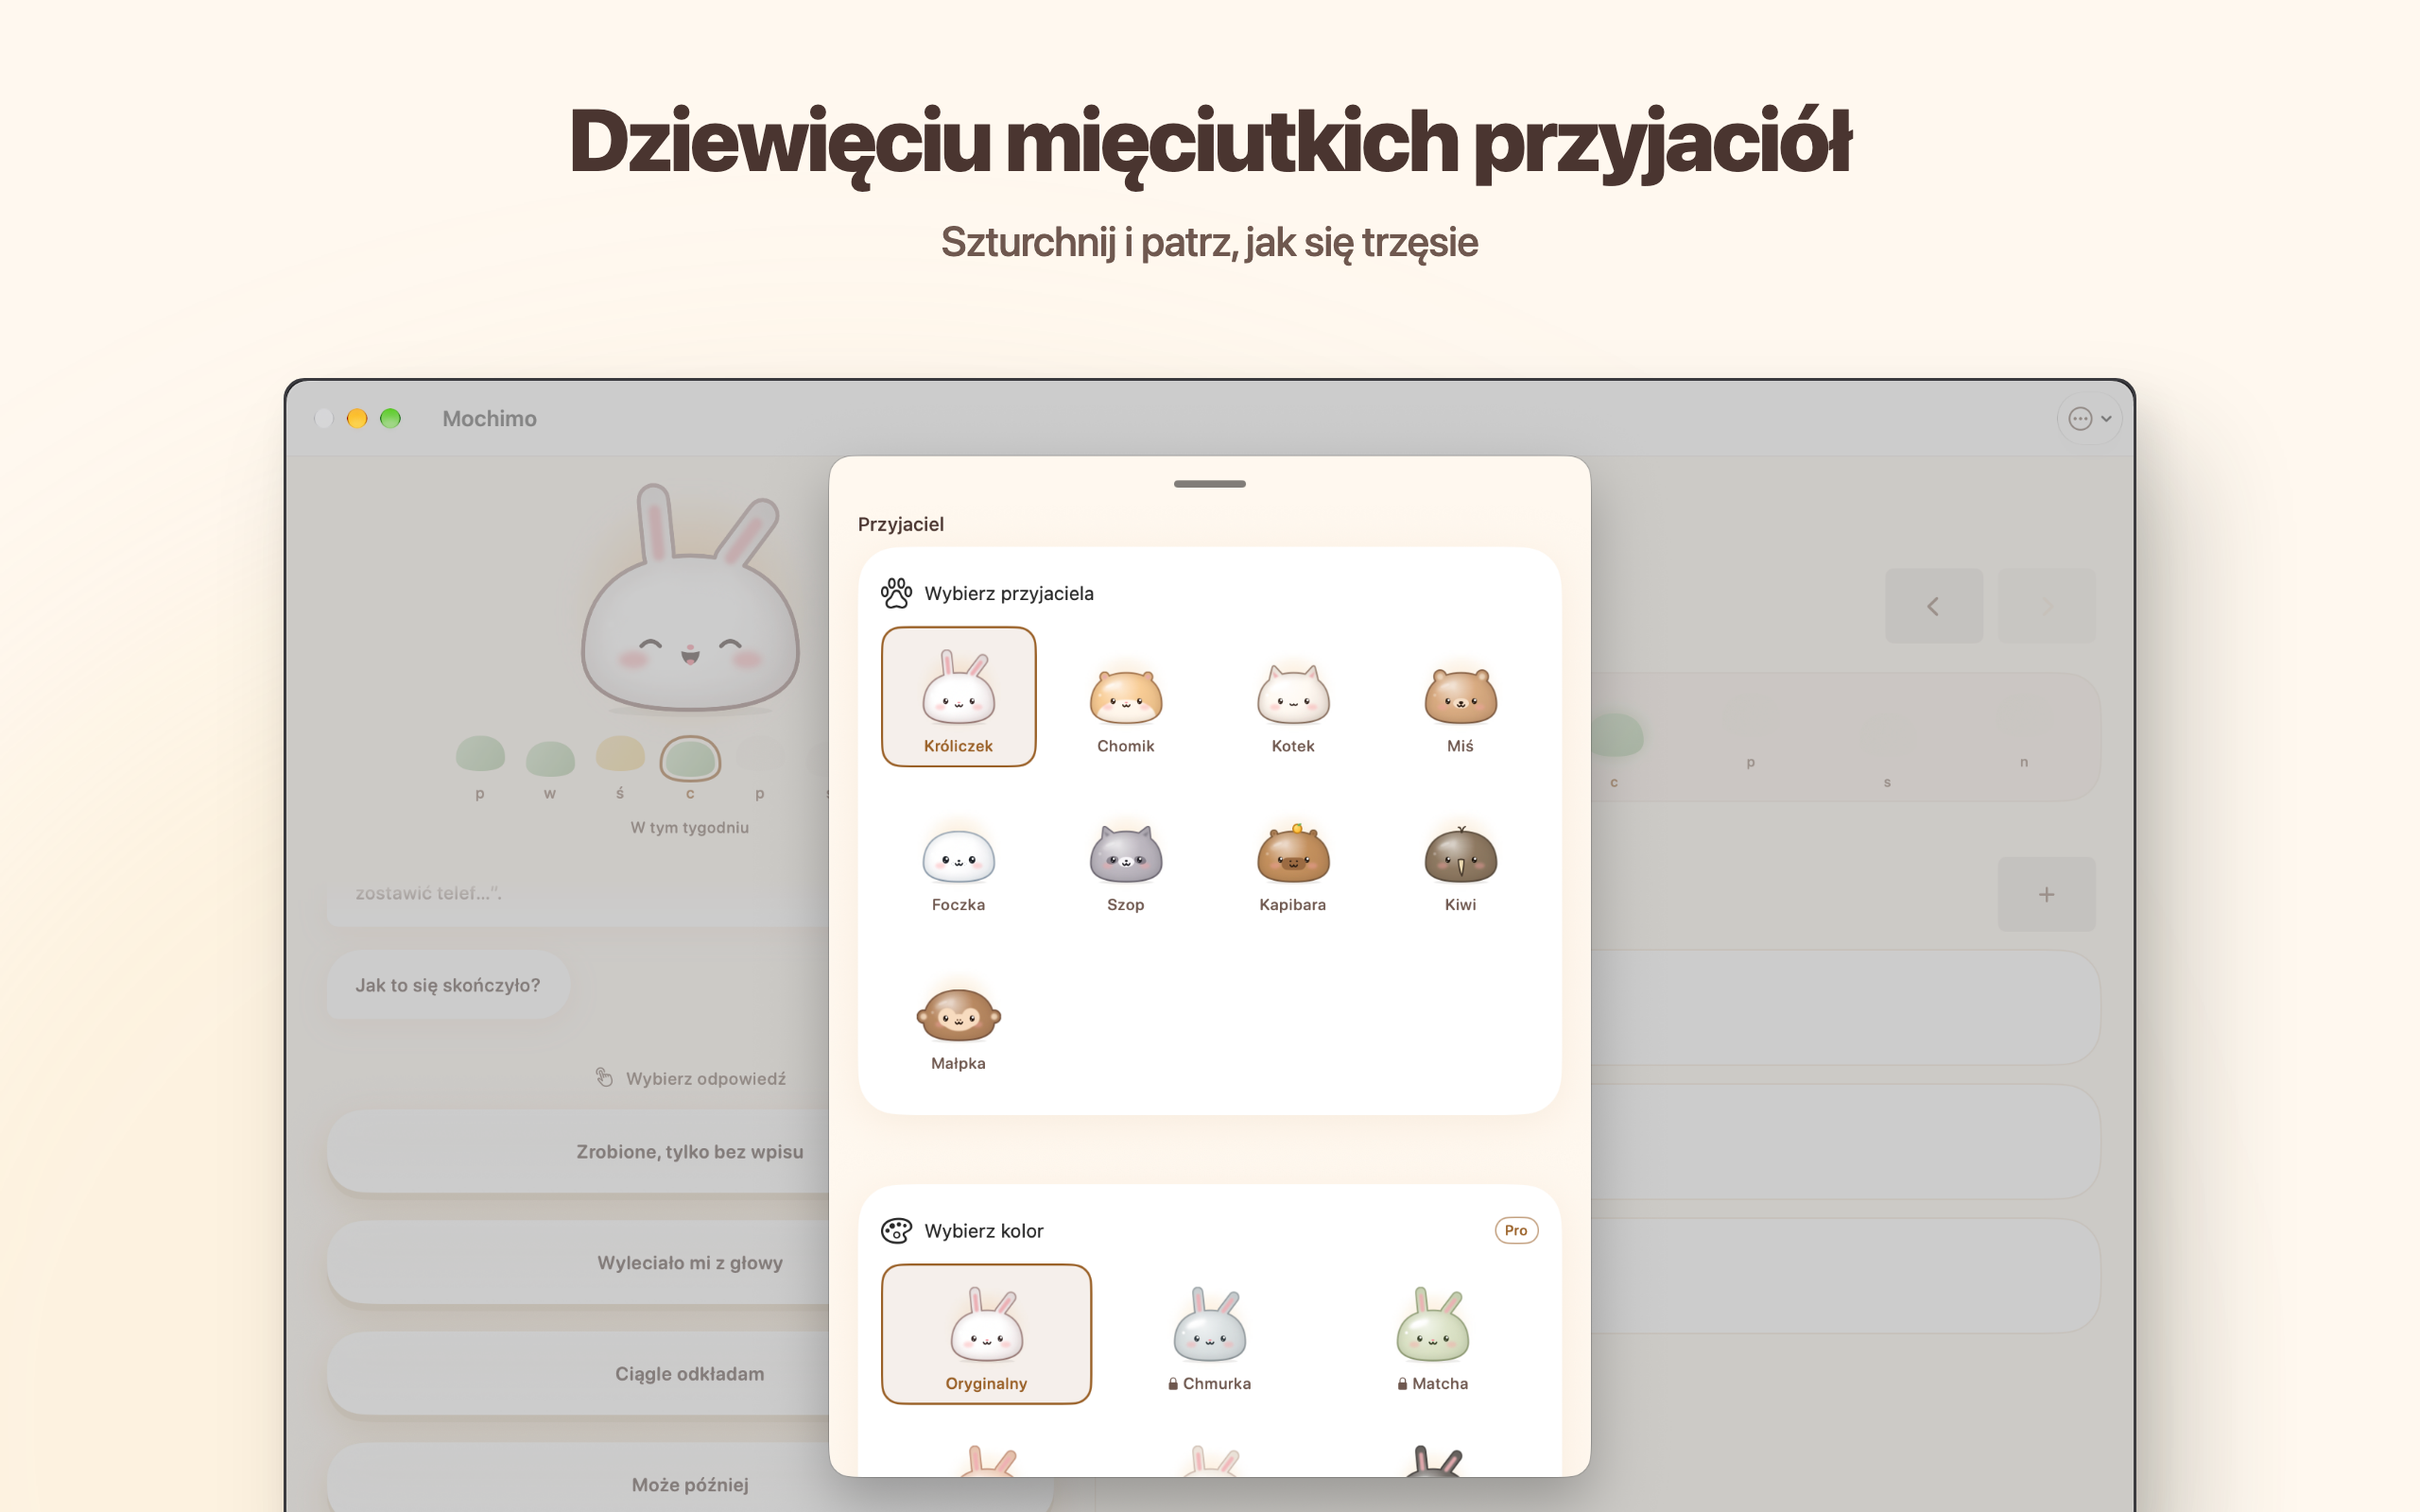 Dziewięciu mięciutkich przyjaciół
Szturchnij i patrz, jak się trzęsie
Mochimo
p w ś c p
W tym tygodniu
zostawić telef...”.
Jak to się skończyło?
Wybierz odpowiedź
Zrobione, tylko bez wpisu
Wyleciało mi z głowy
Ciągle odkładam
Może później
Przyjaciel
Wybierz przyjaciela
Króliczek Chomik Kotek Miś
Foczka Szop Kapibara Kiwi
Małpka
Wybierz kolor Pro
Oryginalny Chmurka Matcha
c p s n